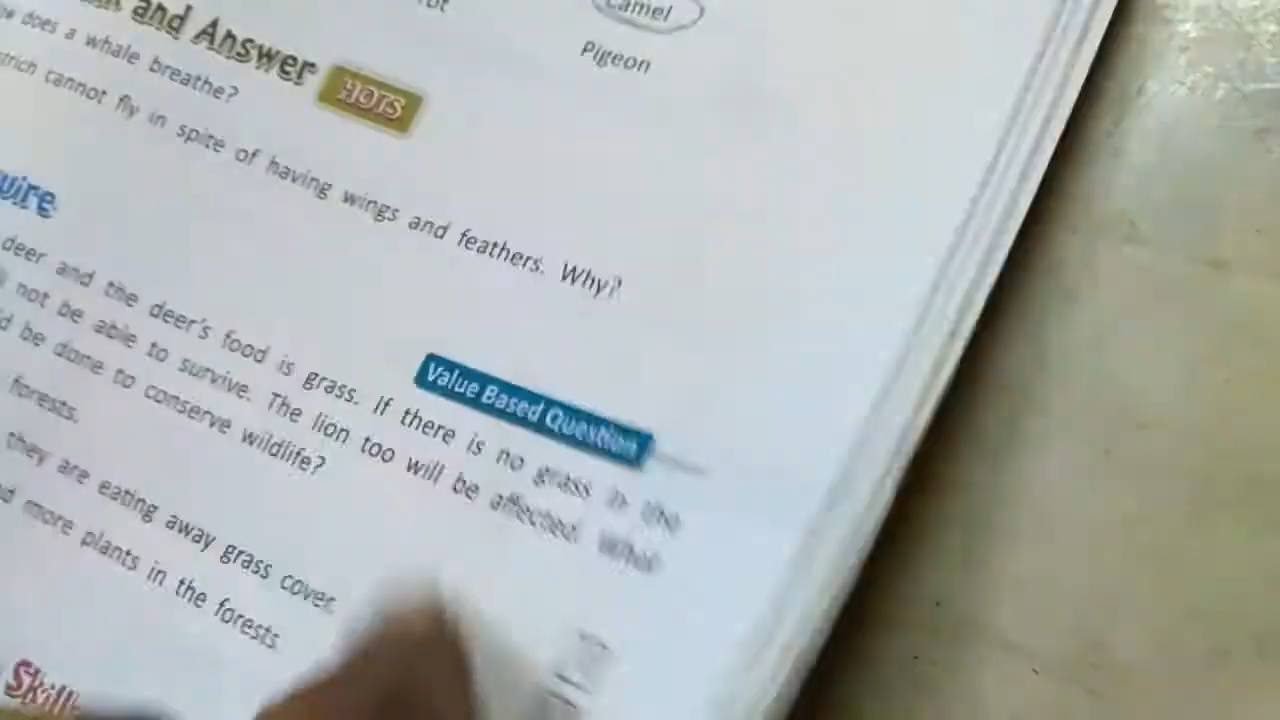 Camel
Pigeon
and Answer HOTS
does a whale breathe?
cannot fly in spite of having wings and feathers. Why?
Value Based Question
deer and the deer's food is grass. If there is no grass in the
not be able to survive. The lion too will be affected. What
be done to conserve wildlife?
forests.
they are eating away grass cover.
more plants in the forests.
Skill